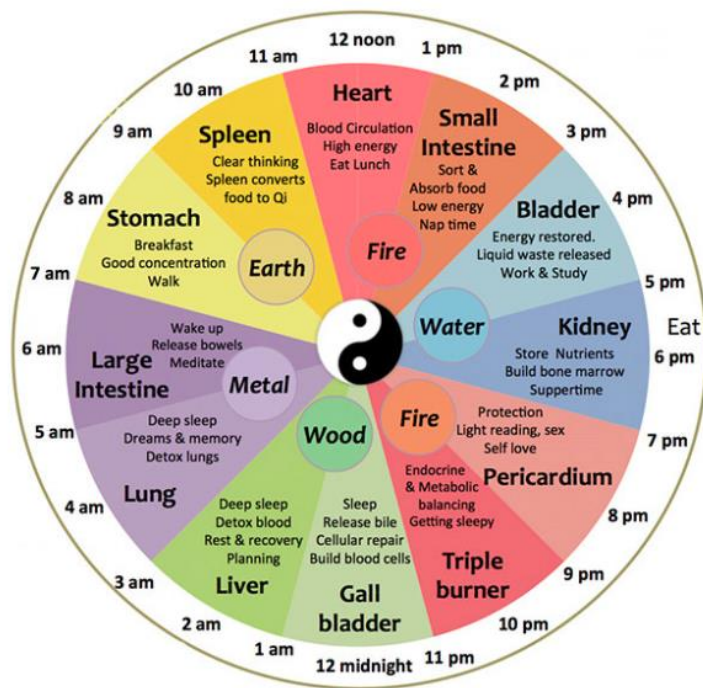 12 noon
1 pm
2 pm
3 pm
4 pm
5 pm
Eat
6 pm
7 pm
8 pm
9 pm
10 pm
11 pm
12 midnight
1 am
2 am
3 am
4 am
5 am
6 am
7 am
8 am
9 am
10 am
11 am
Heart
Blood Circulation
High energy
Eat Lunch
Small
Intestine
Sort &
Absorb food
Low energy
Nap time
Fire
Bladder
Energy restored.
Liquid waste released
Work & Study
Water
Kidney
Store Nutrients
Build bone marrow
Suppertime
Protection
Light reading, sex
Self love
Pericardium
Fire
Endocrine
& Metabolic
balancing
Getting sleepy
Triple
burner
Sleep
Release bile
Cellular repair
Build blood cells
Gall
bladder
Wood
Deep sleep
Detox blood
Rest & recovery
Planning
Liver
Deep sleep
Dreams & memory
Detox lungs
Lung
Metal
Wake up
Release bowels
Meditate
Large
Intestine
Stomach
Breakfast
Good concentration
Walk
Earth
Spleen
Clear thinking
Spleen converts
food to Qi